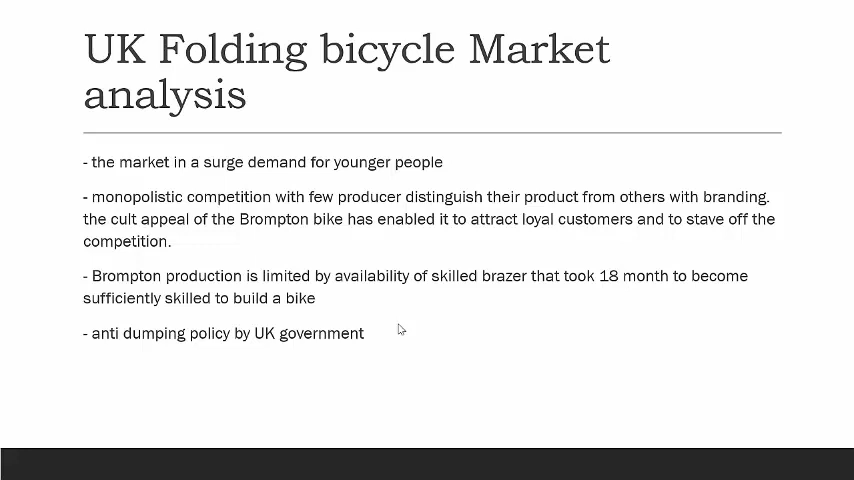 UK Folding bicycle Market
analysis
- the market in a surge demand for younger people
- monopolistic competition with few producer distinguish their product from others with branding.
the cult appeal of the Brompton bike has enabled it to attract loyal customers and to stave off the
competition.
- Brompton production is limited by availability of skilled brazer that took 18 month to become
sufficiently skilled to build a bike
- anti dumping policy by UK government